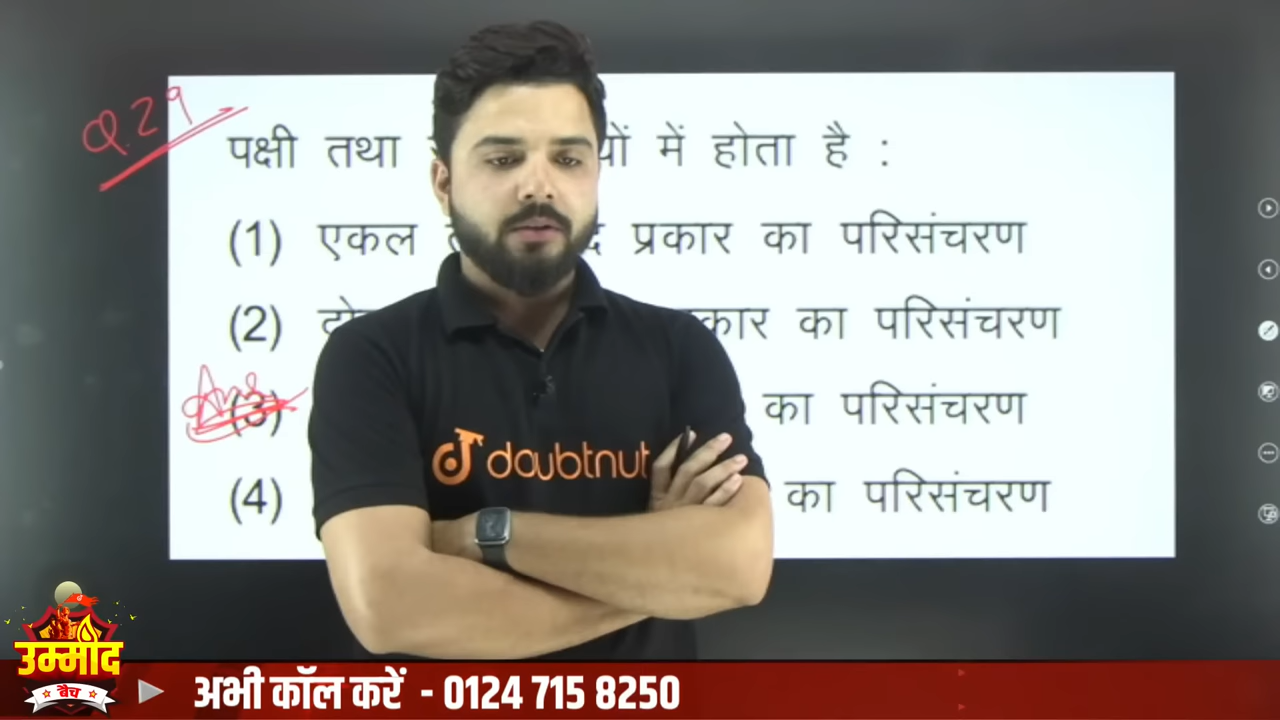 Q.29
पक्षी तथा में होता है :
(1) एकल प्रकार का परिसंचरण
(2) का परिसंचरण
Ans
(3) का परिसंचरण
(4) का परिसंचरण
doubtnut
उम्मीद
बैच
अभी कॉल करें - 0124 715 8250